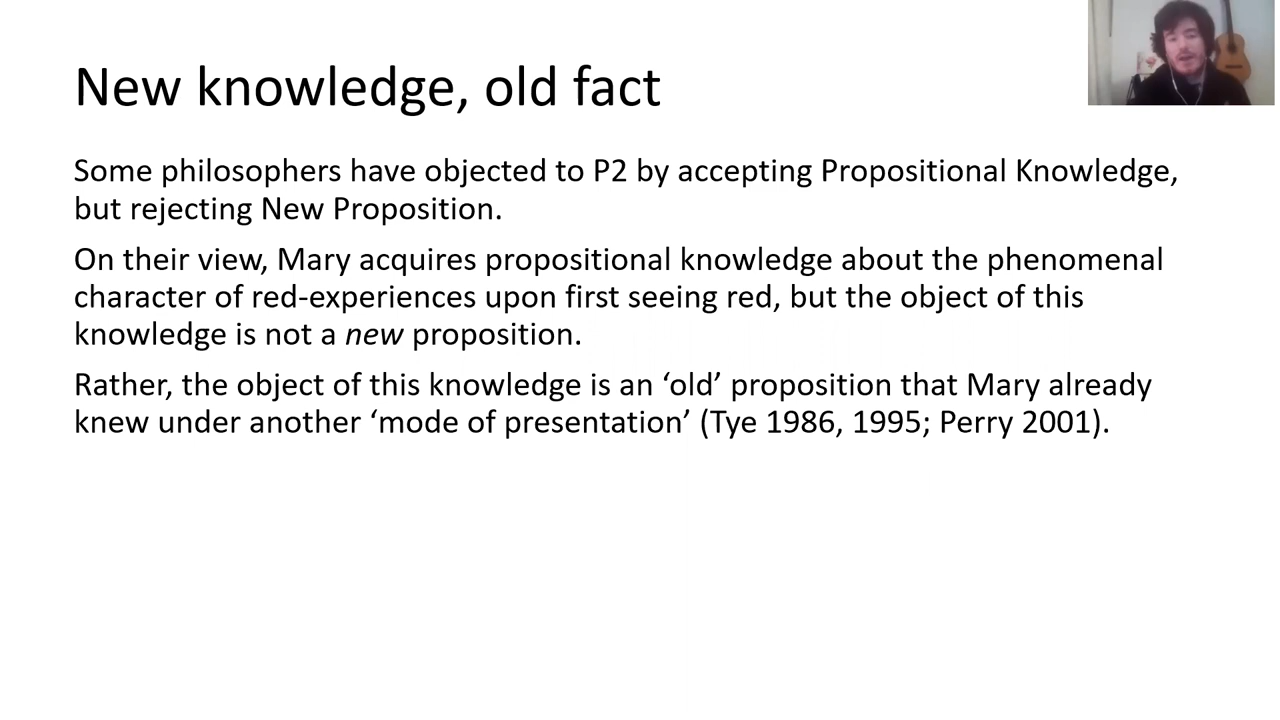 New knowledge, old fact
Some philosophers have objected to P2 by accepting Propositional Knowledge,
but rejecting New Proposition.
On their view, Mary acquires propositional knowledge about the phenomenal
character of red-experiences upon first seeing red, but the object of this
knowledge is not a new proposition.
Rather, the object of this knowledge is an ‘old’ proposition that Mary already
knew under another ‘mode of presentation’ (Tye 1986, 1995; Perry 2001).